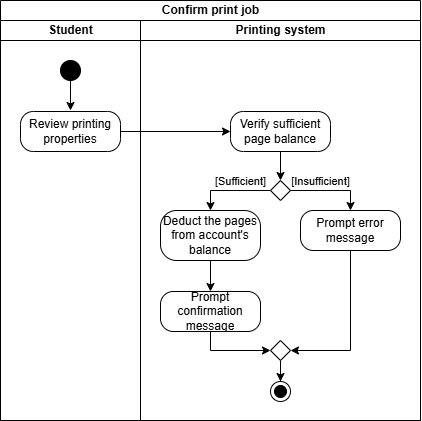 Confirm print job
Student
Printing system
Review printing
properties
Verify sufficient
page balance
[Sufficient]
[Insufficient]
Deduct the pages
from account's
balance
Prompt error
message
Prompt
confirmation
message